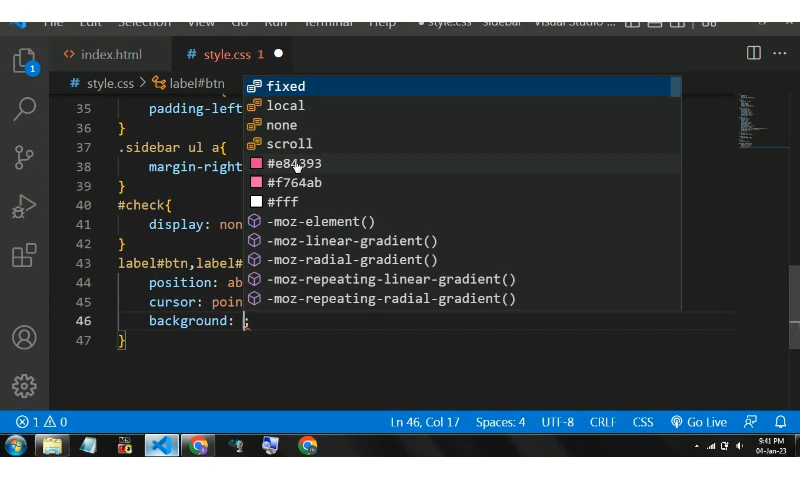 File Edit Selection View Go Run Terminal Help • style.css - sidebar - Visual Studio ...
index.html
style.css 1
style.css > label#btn
35 padding-left
36 }
37 .sidebar ul a{
38 margin-right
39 }
40 #check{
41 display: non
42 }
43 label#btn,label#
44 position: ab
45 cursor: poin
46 background: ;
47 }
fixed
local
none
scroll
#e84393
#f764ab
#fff
-moz-element()
-moz-linear-gradient()
-moz-radial-gradient()
-moz-repeating-linear-gradient()
-moz-repeating-radial-gradient()
1
1 0 Ln 46, Col 17 Spaces: 4 UTF-8 CRLF CSS Go Live
9:41 PM
04-Jan-23